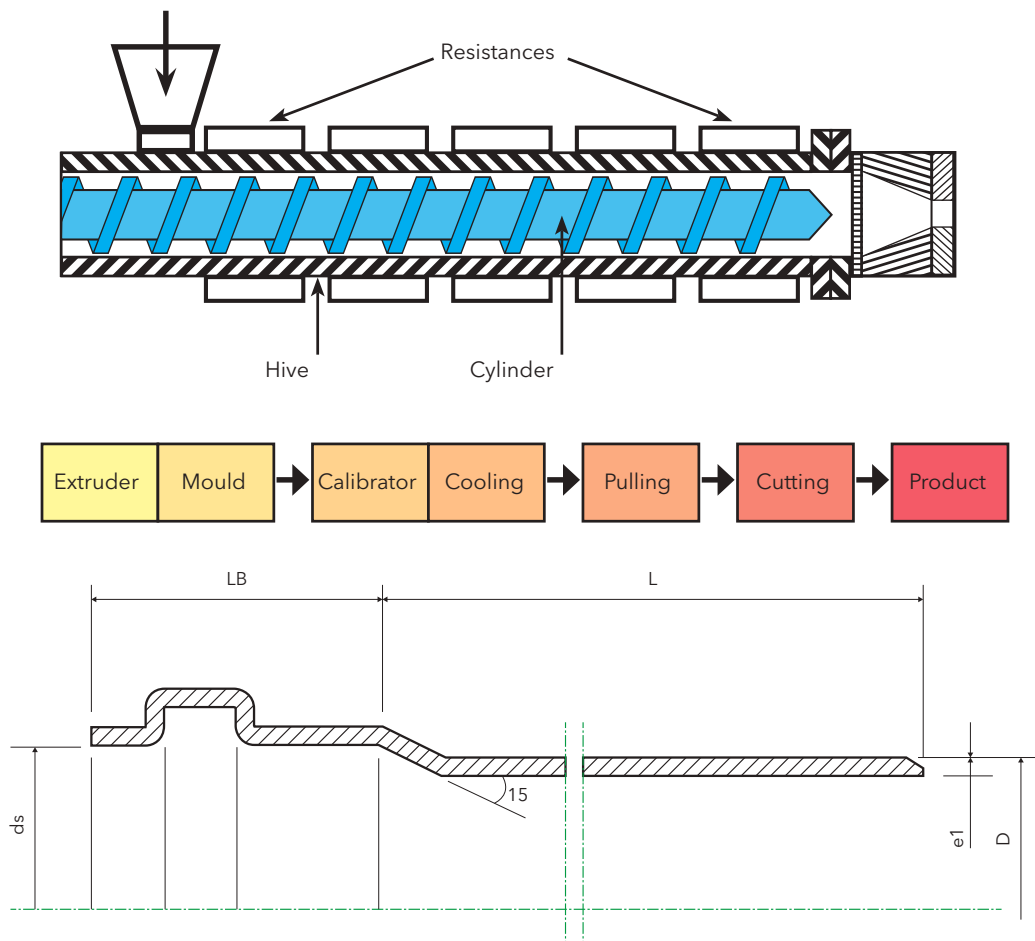 Resistances
Hive
Cylinder
Extruder
Mould
Calibrator
Cooling
Pulling
Cutting
Product
LB
L
15
ds
e1
D